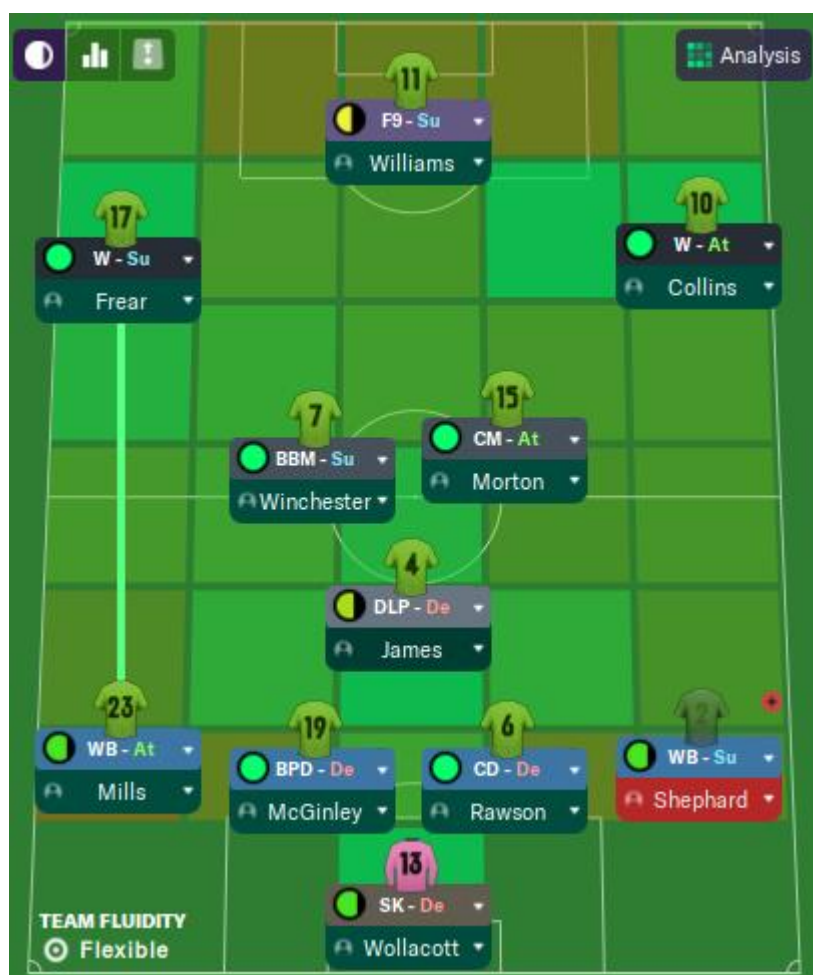 Analysis
11
F9 - Su
Williams
17
W - Su
Frear
10
W - At
Collins
7
BBM - Su
Winchester
15
CM - At
Morton
4
DLP - De
James
23
WB - At
Mills
19
BPD - De
McGinley
6
CD - De
Rawson
2
WB - Su
Shephard
13
SK - De
Wollacott
TEAM FLUIDITY
Flexible